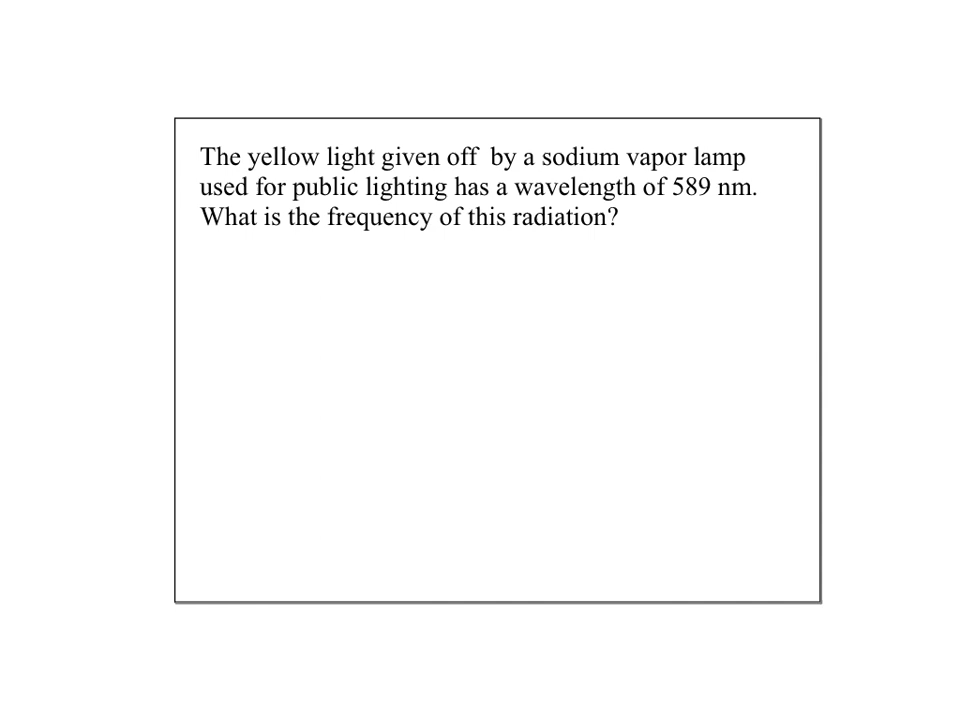 The yellow light given off  by a sodium vapor lamp
used for public lighting has a wavelength of 589 nm.
What is the frequency of this radiation?